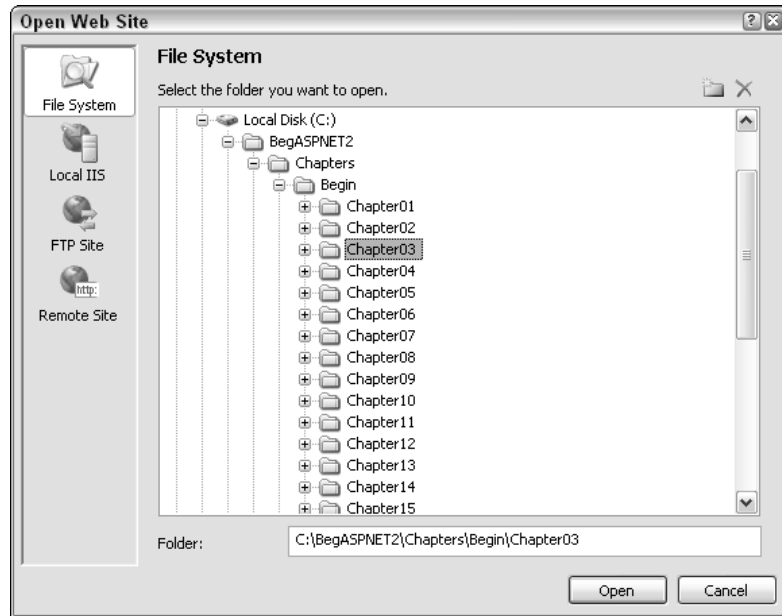 Open Web Site
File System
Local IIS
FTP Site
http:
Remote Site
File System
Select the folder you want to open.
Local Disk (C:)
BegASPNET2
Chapters
Begin
Chapter01
Chapter02
Chapter03
Chapter04
Chapter05
Chapter06
Chapter07
Chapter08
Chapter09
Chapter10
Chapter11
Chapter12
Chapter13
Chapter14
Chapter15
Folder: C:\BegASPNET2\Chapters\Begin\Chapter03
Open Cancel